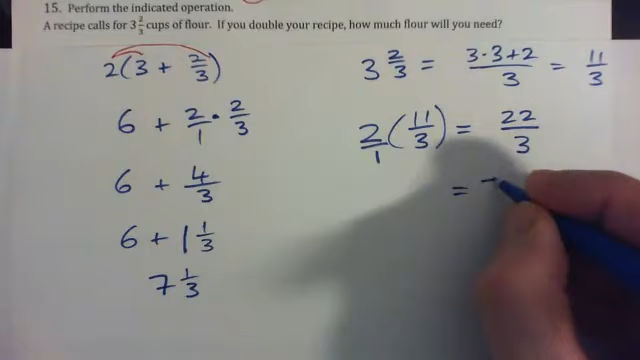 15. Perform the indicated operation.
A recipe calls for 3 2/3 cups of flour. If you double your recipe, how much flour will you need?
2(3 + 2/3)
6 + 2/1 · 2/3
6 + 4/3
6 + 1 1/3
7 1/3
3 2/3 = (3·3+2)/3 = 11/3
2/1 (11/3) = 22/3
=